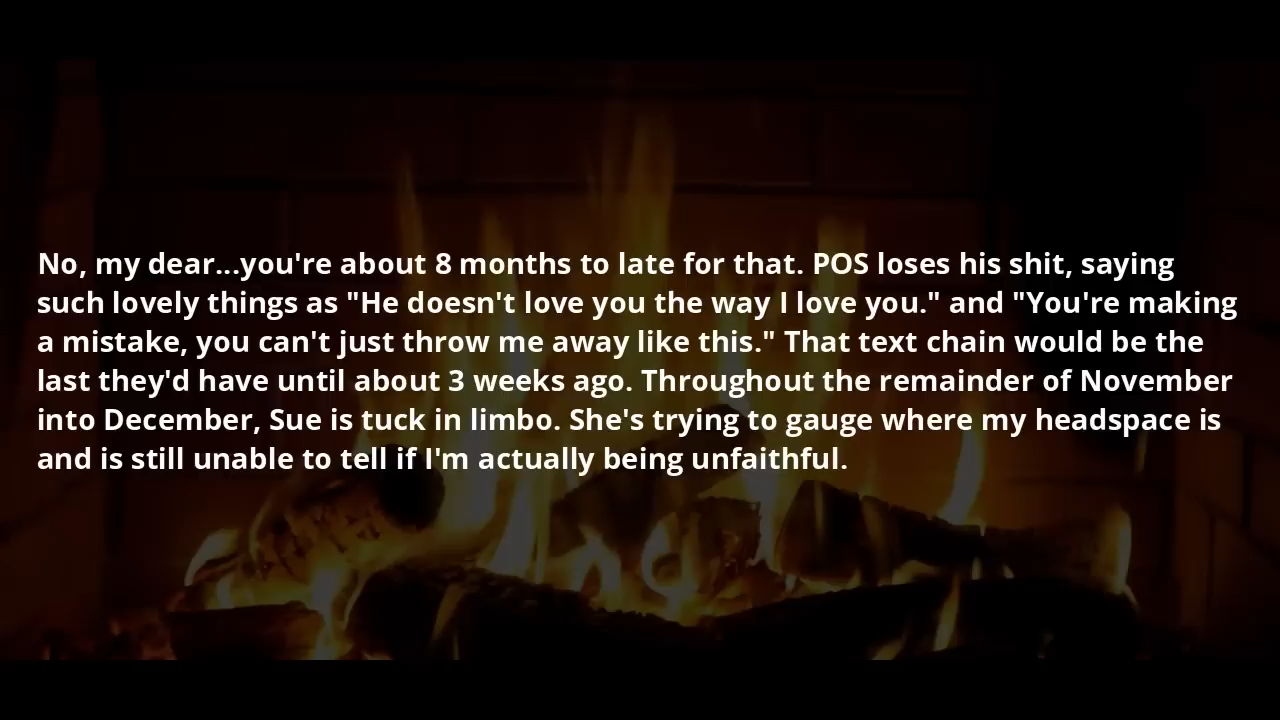 No, my dear...you're about 8 months to late for that. POS loses his shit, saying
such lovely things as "He doesn't love you the way I love you." and "You're making
a mistake, you can't just throw me away like this." That text chain would be the
last they'd have until about 3 weeks ago. Throughout the remainder of November
into December, Sue is tuck in limbo. She's trying to gauge where my headspace is
and is still unable to tell if I'm actually being unfaithful.